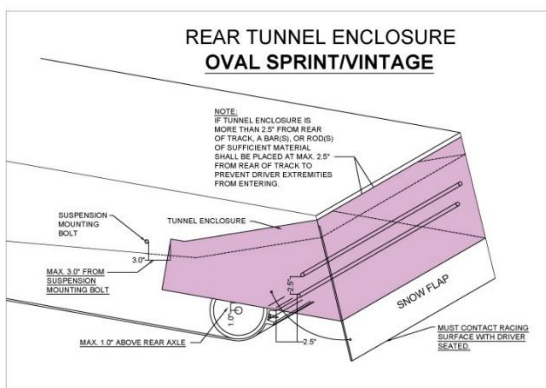 REAR TUNNEL ENCLOSURE
OVAL SPRINT/VINTAGE
NOTE:
IF TUNNEL ENCLOSURE IS
MORE THAN 2.5" FROM REAR
OF TRACK, A BAR(S), OR ROD(S)
OF SUFFICIENT MATERIAL
SHALL BE PLACED AT MAX. 2.5"
FROM REAR OF TRACK TO
PREVENT DRIVER EXTREMITIES
FROM ENTERING.
SUSPENSION
MOUNTING
BOLT
TUNNEL ENCLOSURE
3.0"
MAX. 3.0" FROM
SUSPENSION
MOUNTING BOLT
2.5"
1.0"
SNOW FLAP
MAX. 1.0" ABOVE REAR AXLE
2.5"
MUST CONTACT RACING
SURFACE WITH DRIVER
SEATED.